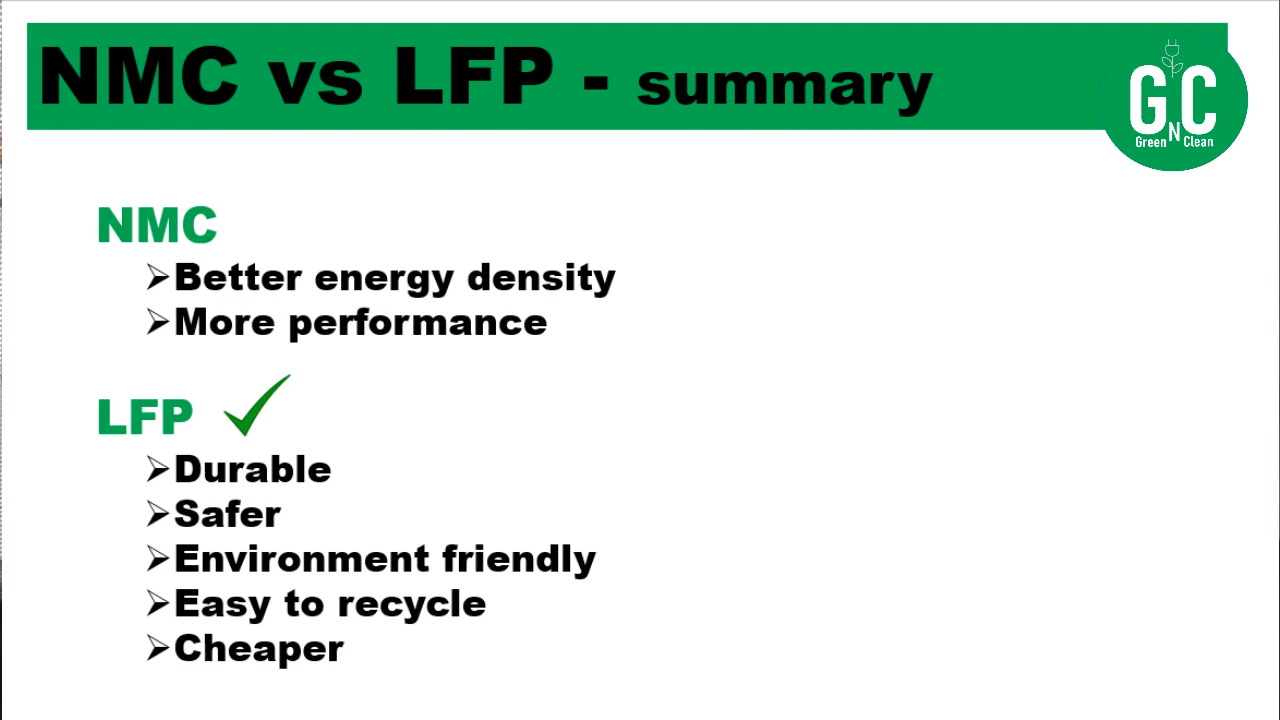 NMC vs LFP - summary
GNC
Green Clean
NMC
Better energy density
More performance
LFP
Durable
Safer
Environment friendly
Easy to recycle
Cheaper